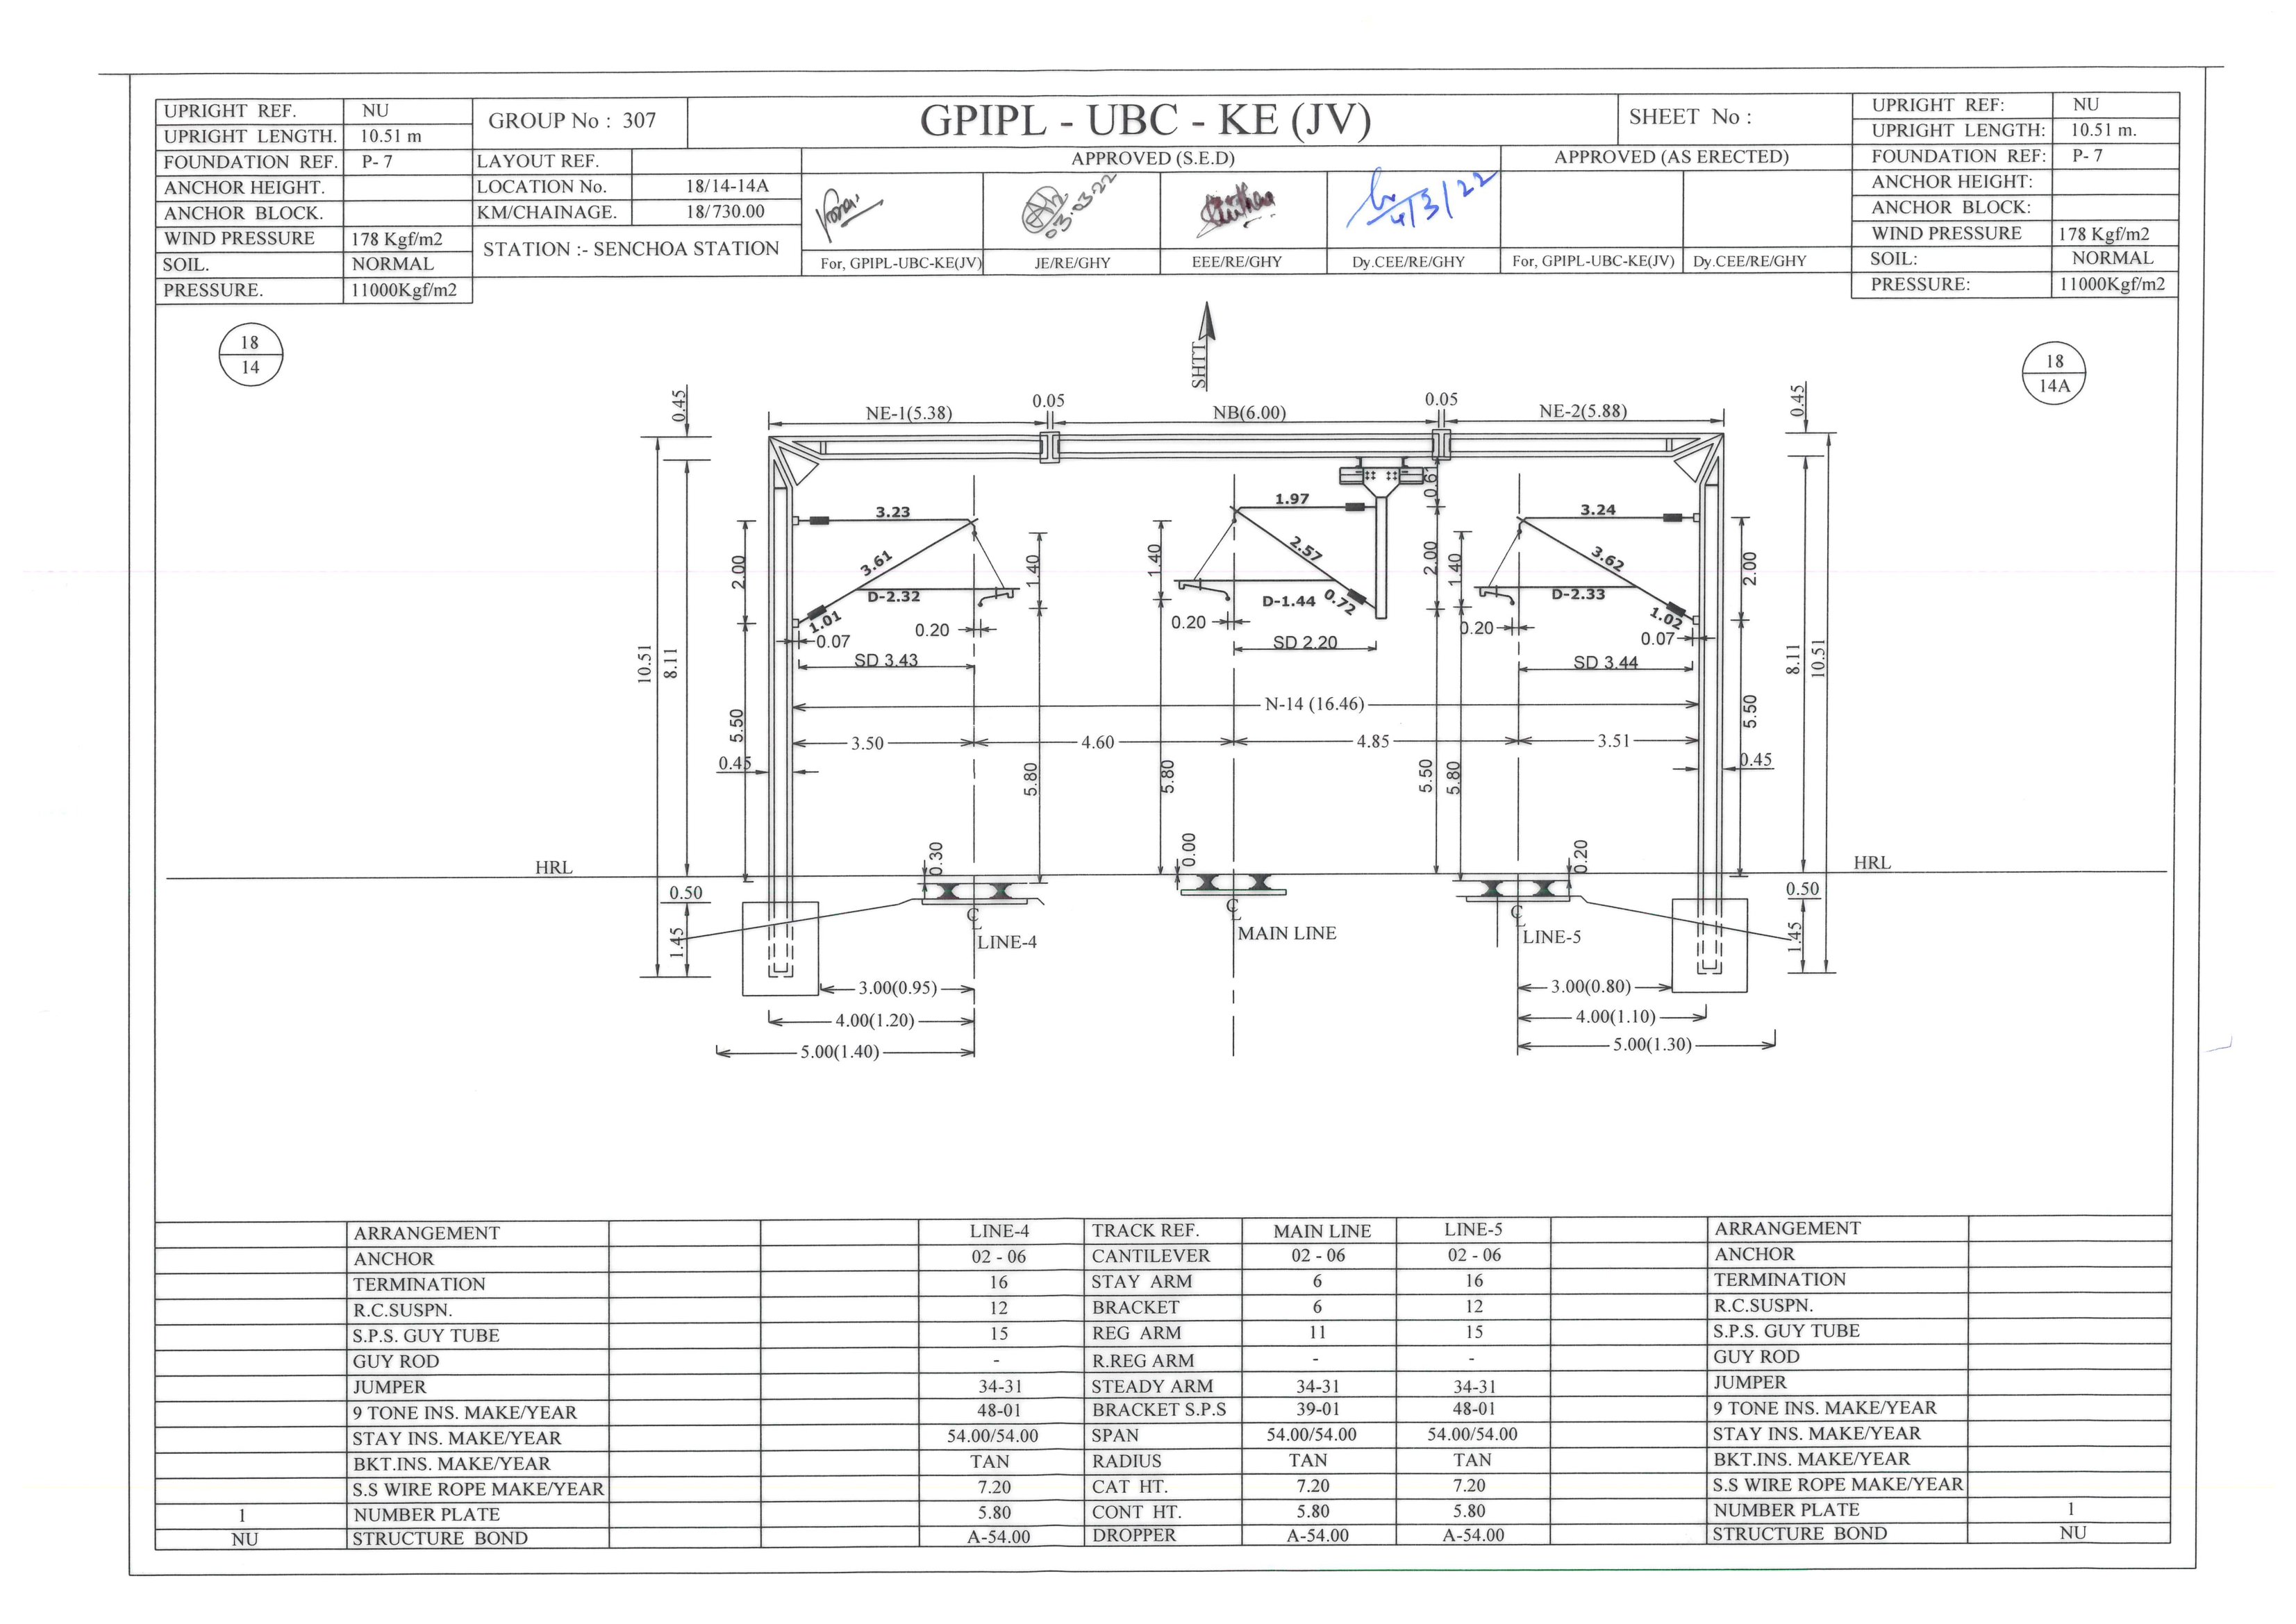 UPRIGHT REF. NU
UPRIGHT LENGTH. 10.51 m
FOUNDATION REF. P- 7
ANCHOR HEIGHT.
ANCHOR BLOCK.
WIND PRESSURE 178 Kgf/m2
SOIL. NORMAL
PRESSURE. 11000Kgf/m2
GROUP No : 307
LAYOUT REF.
LOCATION No. 18/14-14A
KM/CHAINAGE. 18/730.00
STATION :- SENCHOA STATION
GPIPL - UBC - KE (JV)
SHEET No :
APPROVED (S.E.D)
APPROVED (AS ERECTED)
03.03.22
4/3/22
For, GPIPL-UBC-KE(JV) JE/RE/GHY EEE/RE/GHY Dy.CEE/RE/GHY For, GPIPL-UBC-KE(JV) Dy.CEE/RE/GHY
UPRIGHT REF: NU
UPRIGHT LENGTH: 10.51 m.
FOUNDATION REF: P- 7
ANCHOR HEIGHT:
ANCHOR BLOCK:
WIND PRESSURE 178 Kgf/m2
SOIL: NORMAL
PRESSURE: 11000Kgf/m2
18
14
SHTT
18
14A
0.45
NE-1(5.38)
0.05
NB(6.00)
0.05
NE-2(5.88)
0.45
3.23
1.97
3.24
2.00
3.61
1.40
1.40
2.57
2.00
1.40
3.62
2.00
D-2.32
D-1.44
0.72
D-2.33
1.01
0.07
0.20
0.20
0.20
1.02
0.07
SD 3.43
SD 2.20
SD 3.44
10.51
8.11
8.11
10.51
N-14 (16.46)
5.50
5.50
3.50
4.60
4.85
3.51
0.45
5.80
5.80
5.50
5.80
0.45
HRL
0.30
0.00
0.20
HRL
0.50
0.50
1.45
1.45
CL
LINE-4
CL
MAIN LINE
CL
LINE-5
3.00(0.95)
3.00(0.80)
4.00(1.20)
4.00(1.10)
5.00(1.40)
5.00(1.30)
ARRANGEMENT LINE-4 TRACK REF. MAIN LINE LINE-5 ARRANGEMENT
ANCHOR 02 - 06 CANTILEVER 02 - 06 02 - 06 ANCHOR
TERMINATION 16 STAY ARM 6 16 TERMINATION
R.C.SUSPN. 12 BRACKET 6 12 R.C.SUSPN.
S.P.S. GUY TUBE 15 REG ARM 11 15 S.P.S. GUY TUBE
GUY ROD - R.REG ARM - - GUY ROD
JUMPER 34-31 STEADY ARM 34-31 34-31 JUMPER
9 TONE INS. MAKE/YEAR 48-01 BRACKET S.P.S 39-01 48-01 9 TONE INS. MAKE/YEAR
STAY INS. MAKE/YEAR 54.00/54.00 SPAN 54.00/54.00 54.00/54.00 STAY INS. MAKE/YEAR
BKT.INS. MAKE/YEAR TAN RADIUS TAN TAN BKT.INS. MAKE/YEAR
S.S WIRE ROPE MAKE/YEAR 7.20 CAT HT. 7.20 7.20 S.S WIRE ROPE MAKE/YEAR
1 NUMBER PLATE 5.80 CONT HT. 5.80 5.80 NUMBER PLATE 1
NU STRUCTURE BOND A-54.00 DROPPER A-54.00 A-54.00 STRUCTURE BOND NU